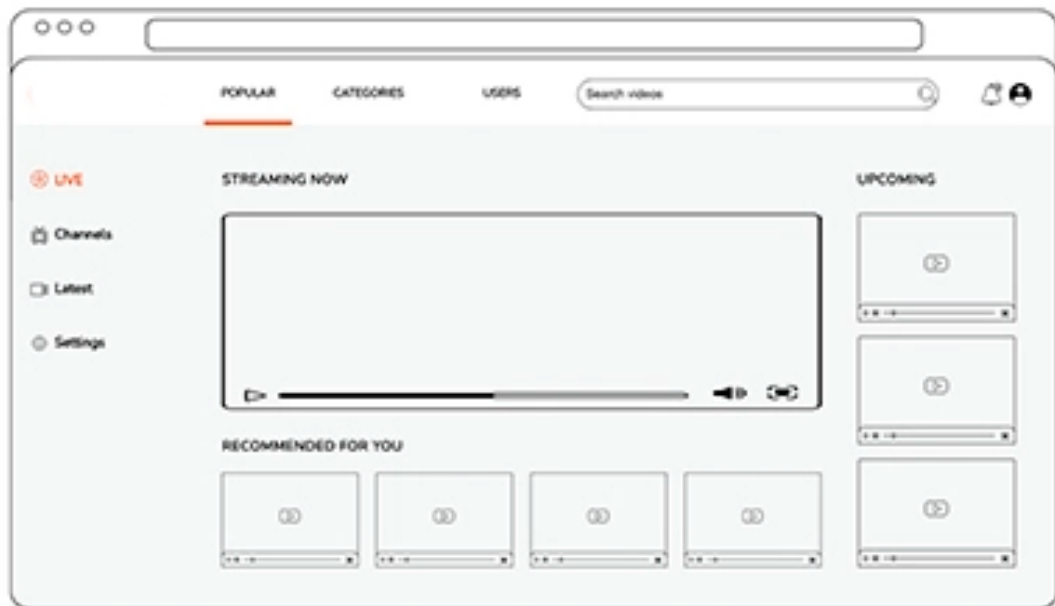 POPULAR CATEGORIES USERS Search videos
LIVE
Channels
Latest
Settings
STREAMING NOW
RECOMMENDED FOR YOU
UPCOMING